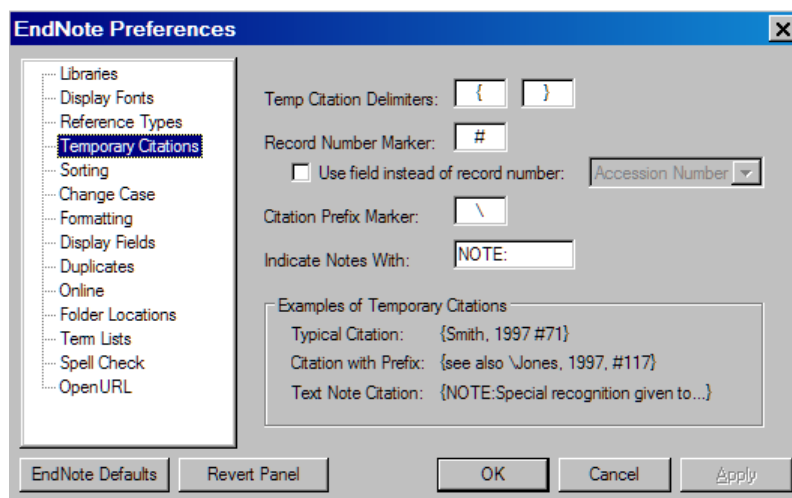 EndNote Preferences
Libraries
Display Fonts
Reference Types
Temporary Citations
Sorting
Change Case
Formatting
Display Fields
Duplicates
Online
Folder Locations
Term Lists
Spell Check
OpenURL
Temp Citation Delimiters: { }
Record Number Marker: #
Use field instead of record number: Accession Number
Citation Prefix Marker: \
Indicate Notes With: NOTE:
Examples of Temporary Citations
Typical Citation: {Smith, 1997 #71}
Citation with Prefix: {see also \Jones, 1997, #117}
Text Note Citation: {NOTE:Special recognition given to...}
EndNote Defaults Revert Panel OK Cancel Apply